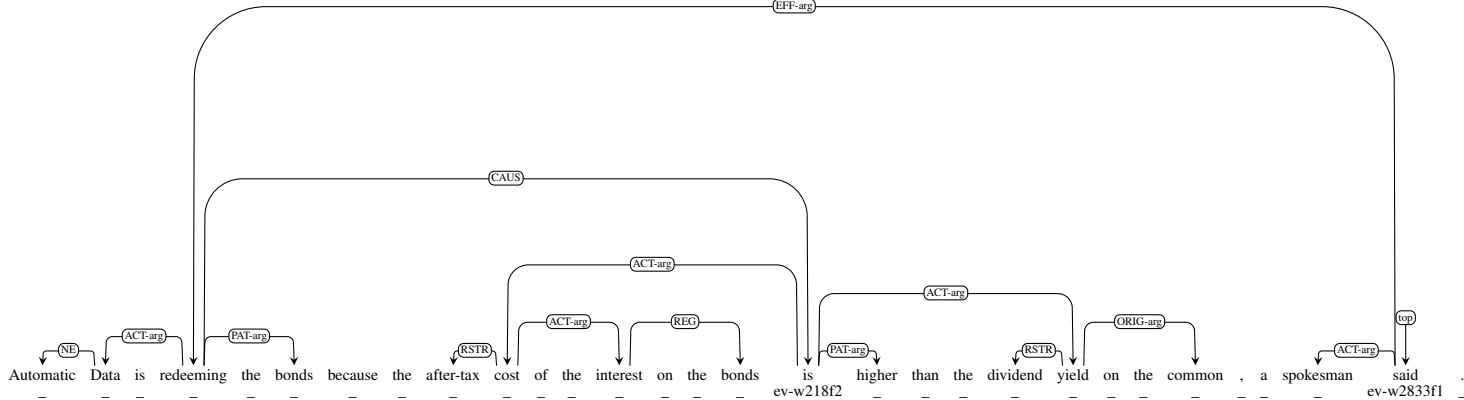 EFF-arg
CAUS
ACT-arg
ACT-arg
top
NE ACT-arg PAT-arg ACT-arg REG ORIG-arg
RSTR PAT-arg RSTR ACT-arg
Automatic Data is redeeming the bonds because the after-tax cost of the interest on the bonds is higher than the dividend yield on the common , a spokesman said .
ev-w218f2 ev-w2833f1
_ _ _ _ _ _ _ _ _ _ _ _ _ _ _ _ _ _ _ _ _ _ _ _ _ _ _ _